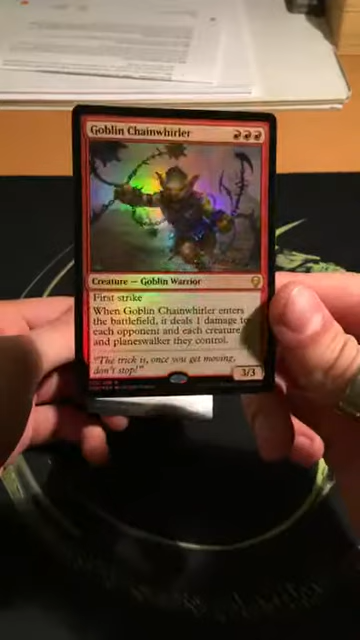 Goblin Chainwhirler
Creature — Goblin Warrior
First strike
When Goblin Chainwhirler enters
the battlefield, it deals 1 damage to
each opponent and each creature
and planeswalker they control.
"The trick is, once you get moving,
don't stop!"
3/3